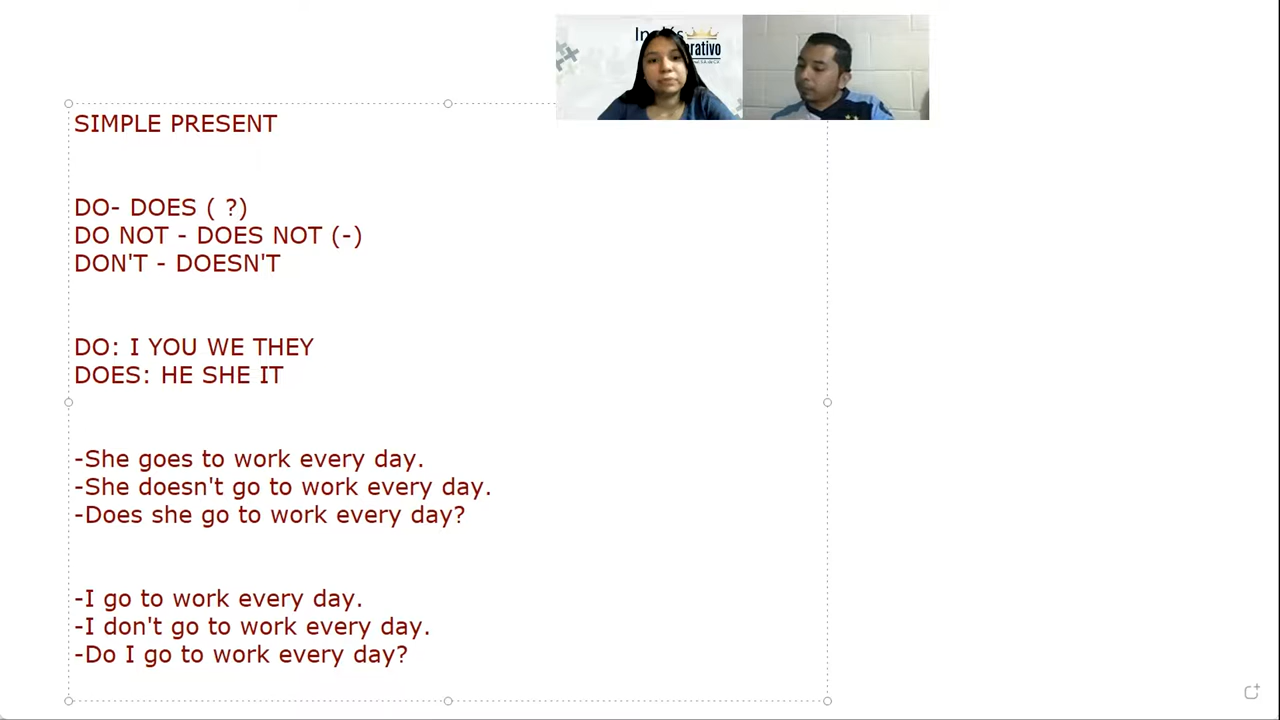 SIMPLE PRESENT
DO- DOES ( ?)
DO NOT - DOES NOT (-)
DON'T - DOESN'T
DO: I YOU WE THEY
DOES: HE SHE IT
-She goes to work every day.
-She doesn't go to work every day.
-Does she go to work every day?
-I go to work every day.
-I don't go to work every day.
-Do I go to work every day?